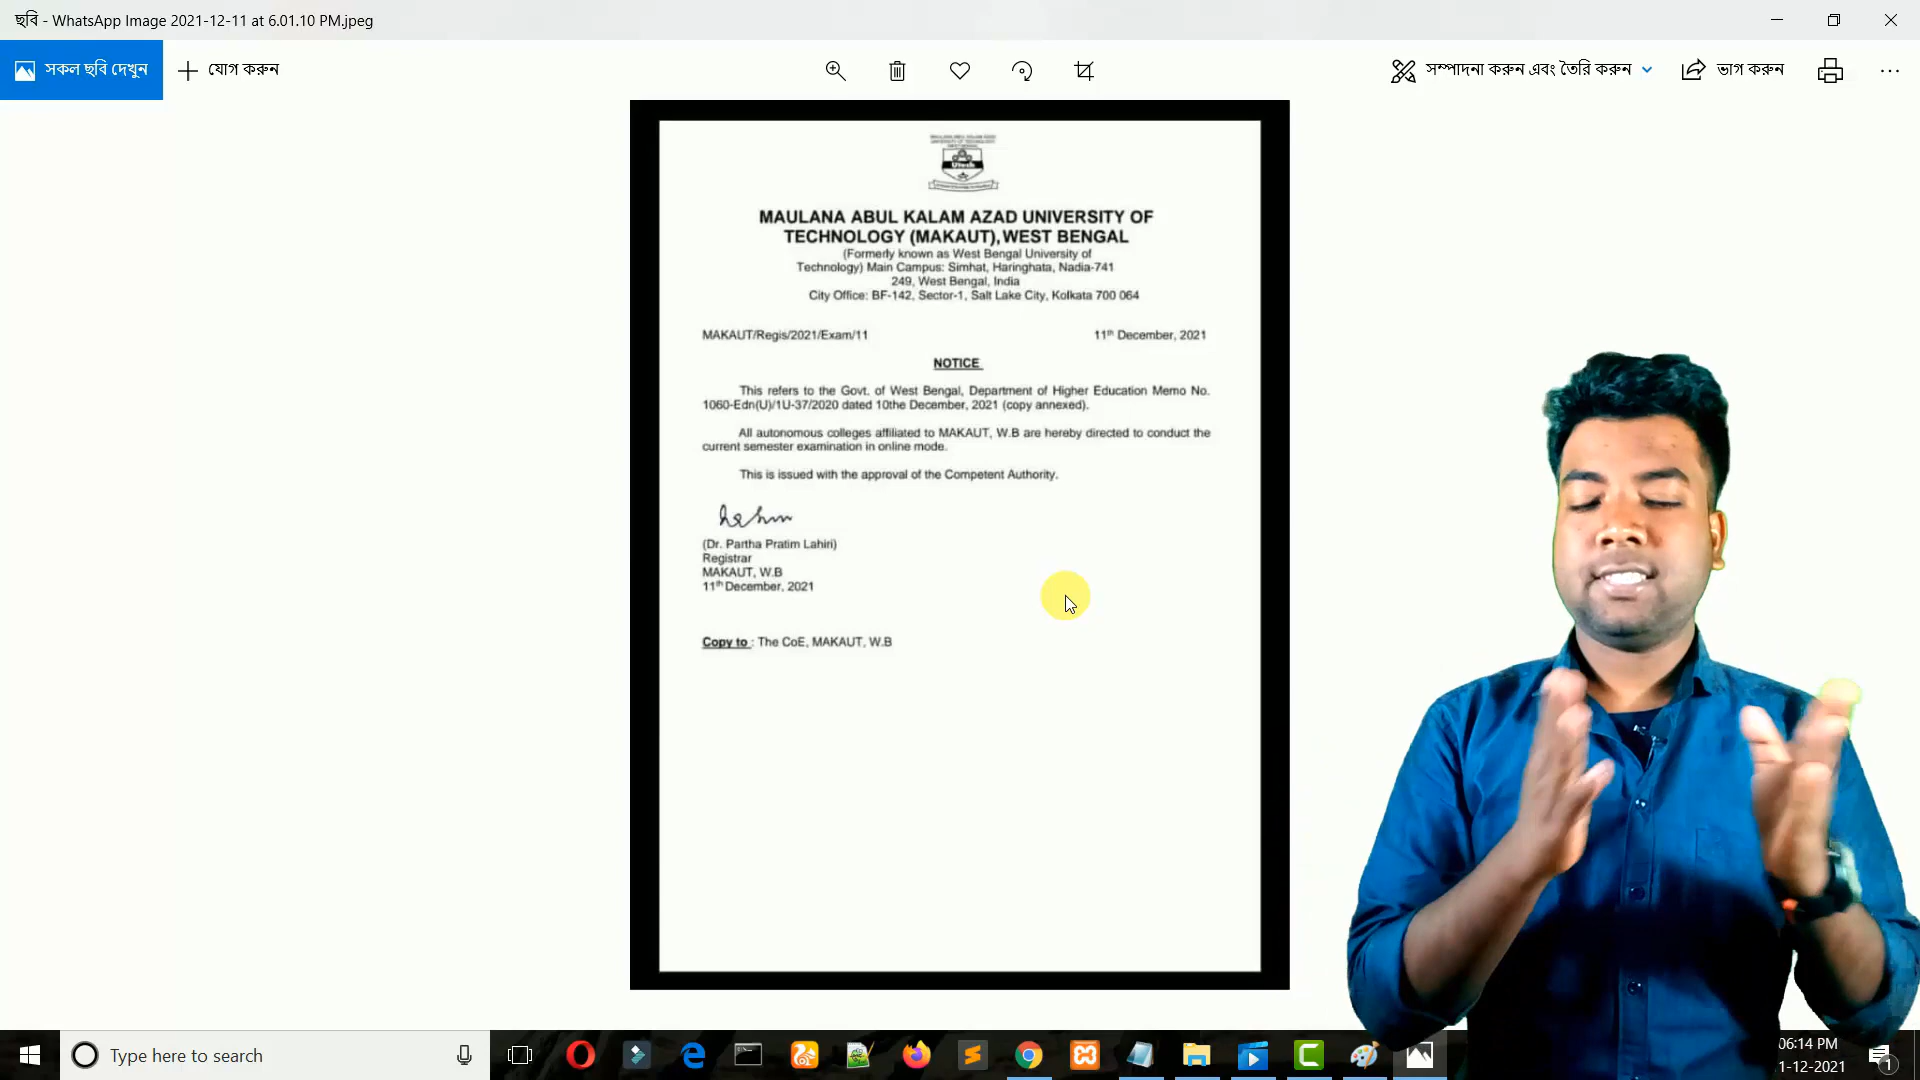 ছবি - WhatsApp Image 2021-12-11 at 6.01.10 PM.jpeg
সকল ছবি দেখুন
যোগ করুন
সম্পাদনা করুন এবং তৈরি করুন
ভাগ করুন
Utech
MAULANA ABUL KALAM AZAD UNIVERSITY OF
TECHNOLOGY (MAKAUT), WEST BENGAL
(Formerly known as West Bengal University of
Technology) Main Campus: Simhat, Haringhata, Nadia-741
249, West Bengal, India
City Office: BF-142, Sector-1, Salt Lake City, Kolkata 700 064
MAKAUT/Regis/2021/Exam/11
11th December, 2021
NOTICE
This refers to the Govt. of West Bengal, Department of Higher Education Memo No.
1060-Edn(U)/1U-37/2020 dated 10the December, 2021 (copy annexed).
All autonomous colleges affiliated to MAKAUT, W.B are hereby directed to conduct the
current semester examination in online mode.
This is issued with the approval of the Competent Authority.
(Dr. Partha Pratim Lahiri)
Registrar
MAKAUT, W.B
11th December, 2021
Copy to : The CoE, MAKAUT, W.B
Type here to search
06:14 PM
1-12-2021
1